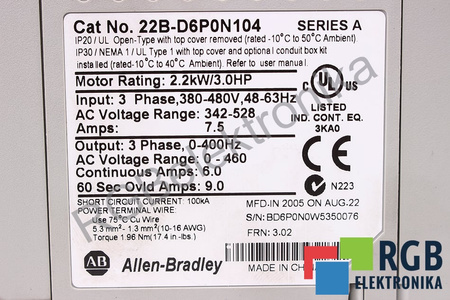 Cat No. 22B-D6P0N104 SERIES A
IP20 / UL Open-Type with top cover removed (rated -10°C to 50°C Ambient)
IP30 / NEMA 1 / UL Type 1 with top cover and optional conduit box kit
installed (rated-10°C to 40°C Ambient). Refer to user manual.
Motor Rating: 2.2kW/3.0HP
Input: 3 Phase,380-480V,48-63Hz
AC Voltage Range: 342-528
Amps: 7.5
Output: 3 Phase, 0-400Hz
AC Voltage Range: 0-460
Continuous Amps: 6.0
60 Sec Ovld Amps: 9.0
C UL US
LISTED
IND. CONT. EQ.
3KA0
CE
N223
SHORT CIRCUIT CURRENT: 100kA
POWER TERMINAL WIRE:
Use 75°C Cu Wire
5.3 mm² - 1.3 mm² (10-16 AWG)
Torque 1.96 Nm(17.4 in -lbs.)
MFD-IN 2005 ON AUG.22
S/N: BD6P0N0W5350076
FRN: 3.02
AB Allen-Bradley
MADE IN
RGBelektronika
RGB
ELEKTRONIKA